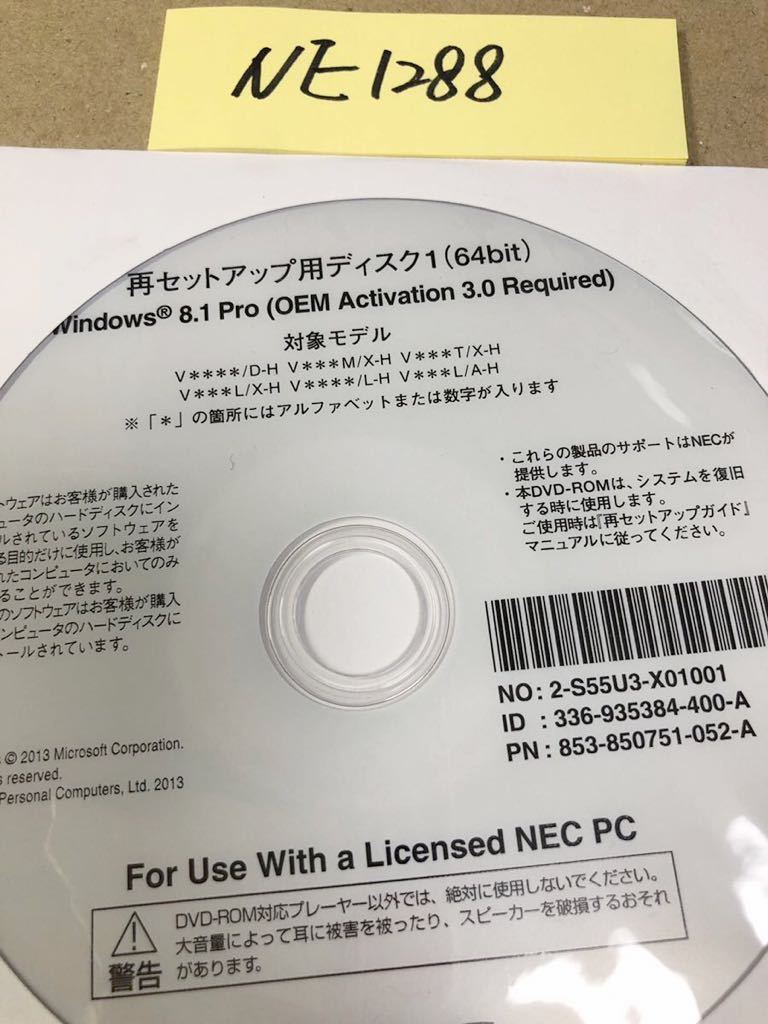 NE1288
再セットアップ用ディスク1(64bit)
Windows® 8.1 Pro (OEM Activation 3.0 Required)
対象モデル
V****/D-H V***M/X-H V***T/X-H
V***L/X-H V****/L-H V***L/A-H
※「*」の箇所にはアルファベットまたは数字が入ります
トウェアはお客様が購入された
ュータのハードディスクにイン
ルされているソフトウェアを
る目的だけに使用し、お客様が
れたコンピュータにおいてのみ
ることができます。
のソフトウェアはお客様が購入
ンピュータのハードディスクに
トールされています。
・これらの製品のサポートはNECが
提供します。
・本DVD-ROMは、システムを復旧
する時に使用します。
ご使用時は『再セットアップガイド』
マニュアルに従ってください。
NO: 2-S55U3-X01001
ID : 336-935384-400-A
PN : 853-850751-052-A
© 2013 Microsoft Corporation.
s reserved.
Personal Computers, Ltd. 2013
For Use With a Licensed NEC PC
警告
DVD-ROM対応プレーヤー以外では、絶対に使用しないでください。
大音量によって耳に被害を被ったり、スピーカーを破損するおそれ
があります。